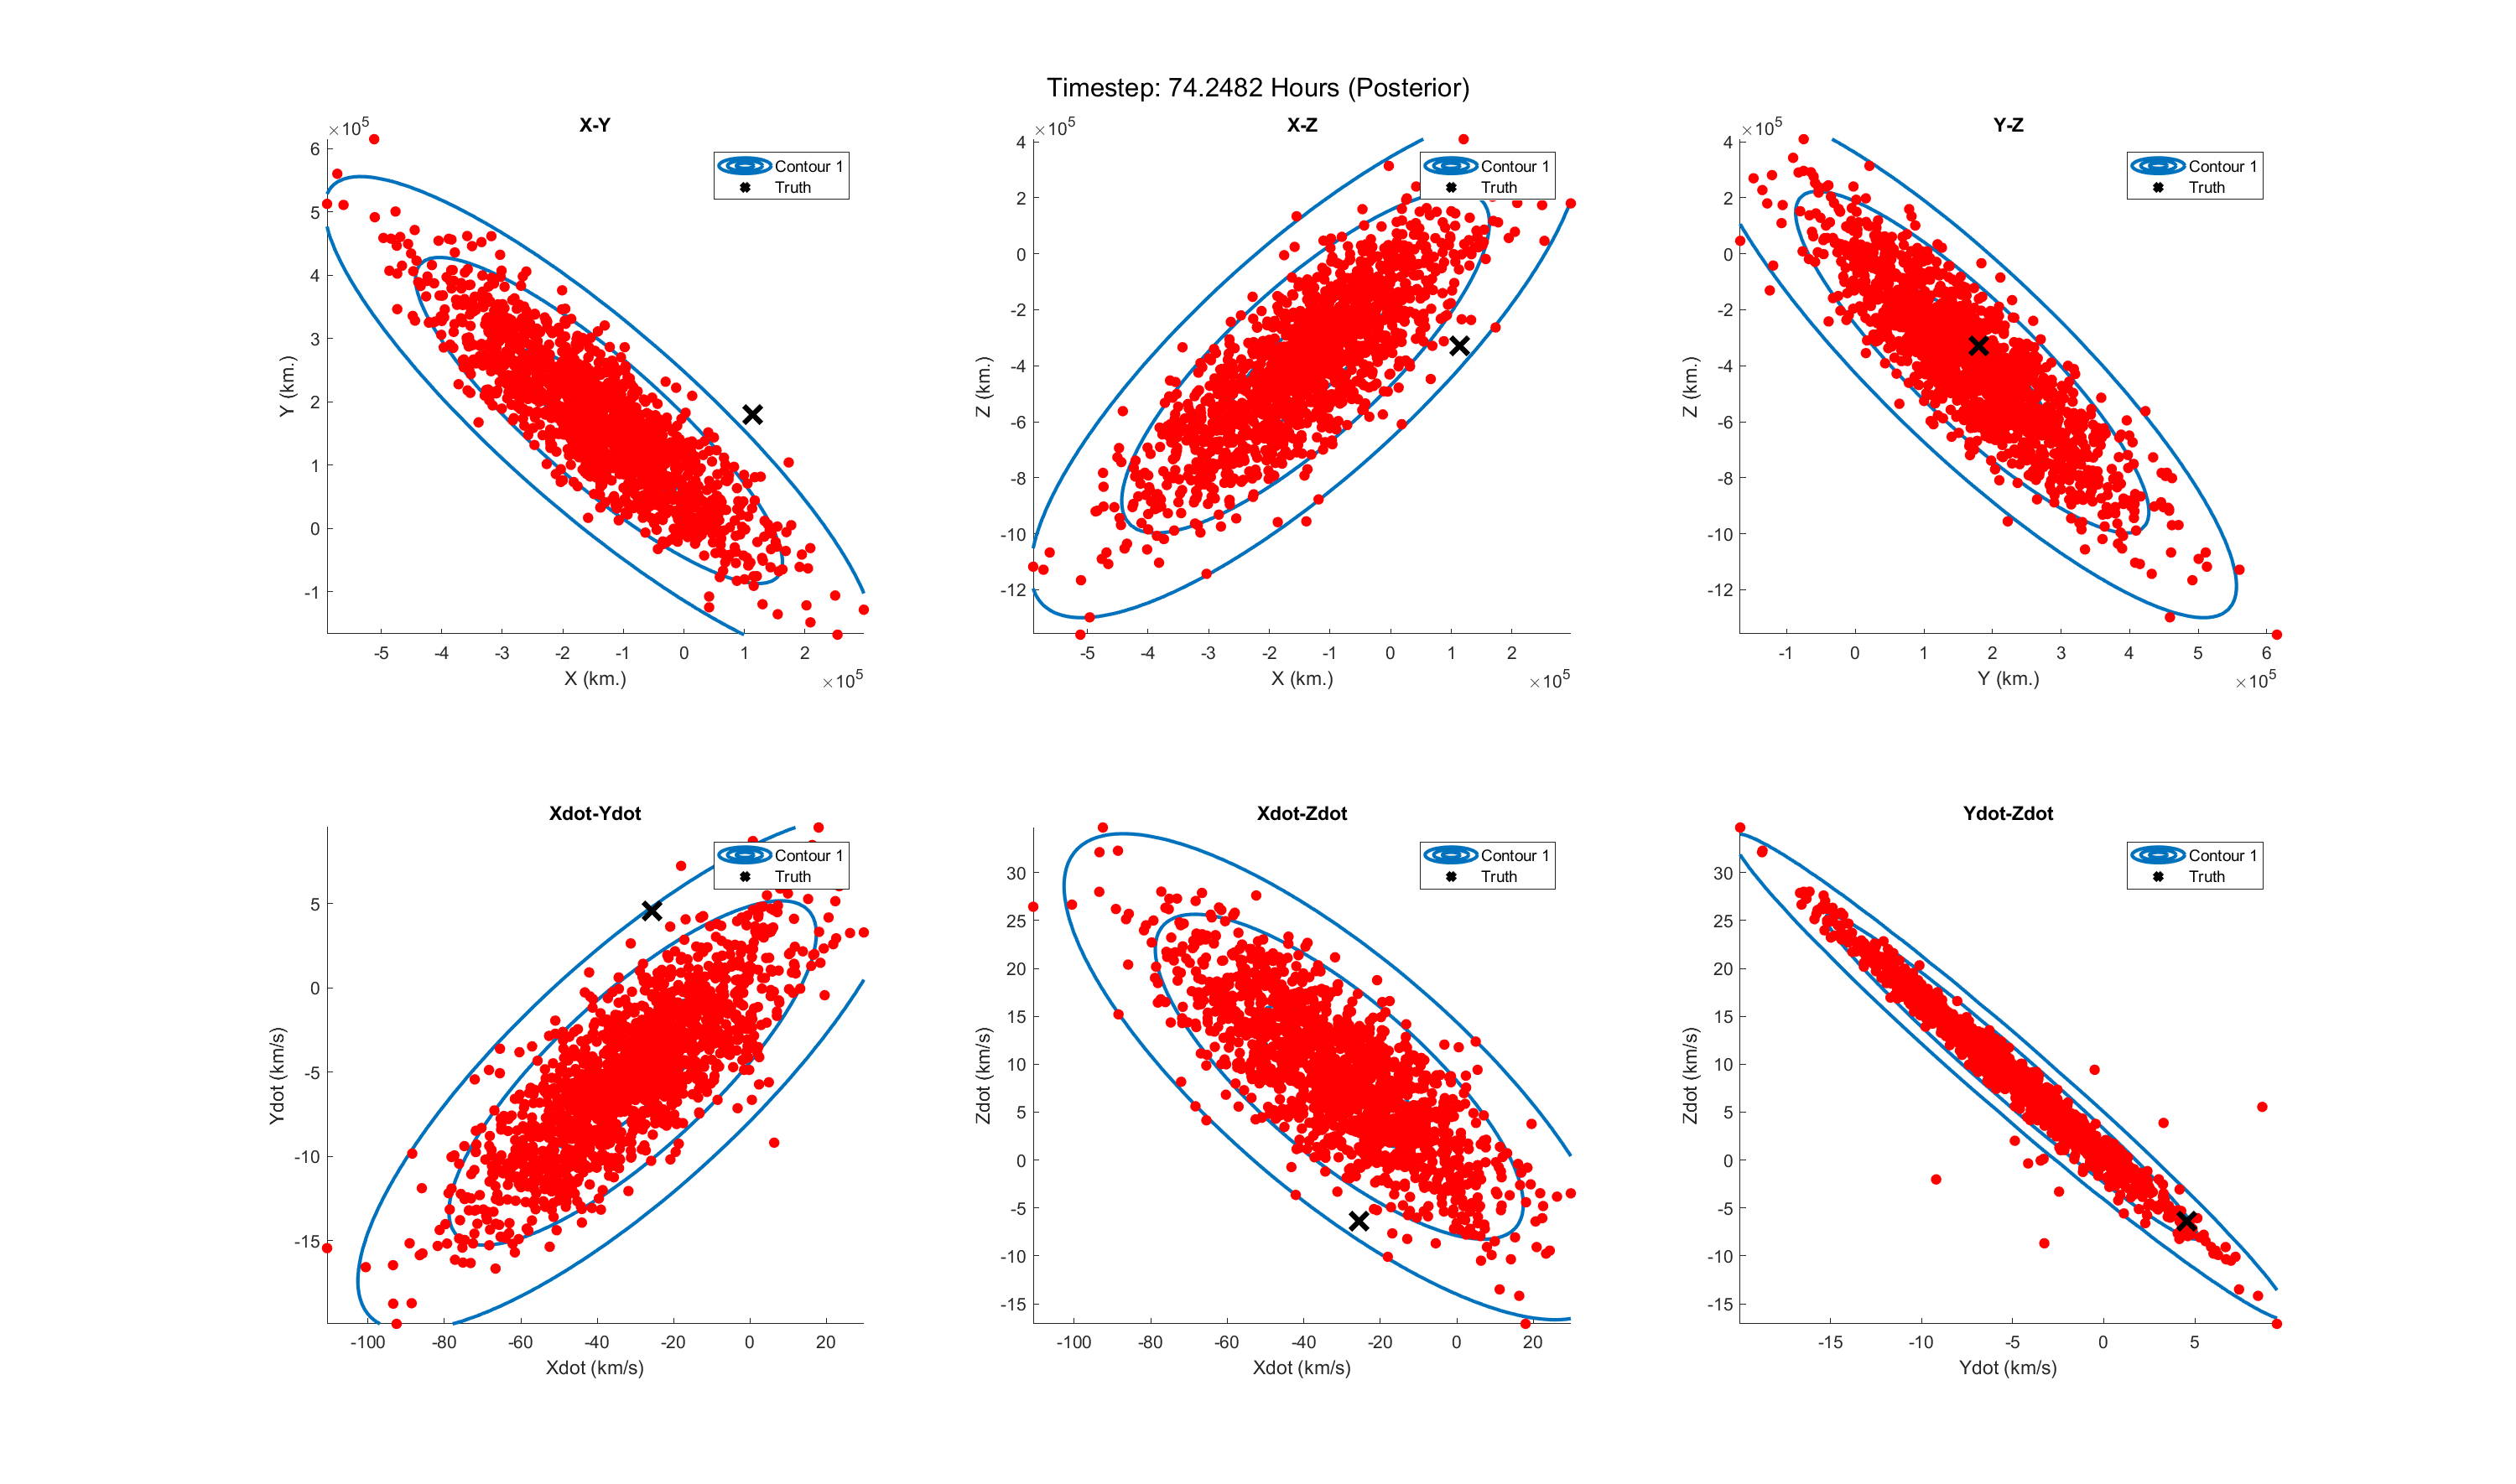 Timestep: 74.2482 Hours (Posterior)
X-Y
×10^5
6
5
4
3
2
1
0
-1
Y (km.)
-5 -4 -3 -2 -1 0 1 2
X (km.)
×10^5
Contour 1
Truth
X-Z
×10^5
4
2
0
-2
-4
-6
-8
-10
-12
Z (km.)
-5 -4 -3 -2 -1 0 1 2
X (km.)
×10^5
Contour 1
Truth
Y-Z
×10^5
4
2
0
-2
-4
-6
-8
-10
-12
Z (km.)
-1 0 1 2 3 4 5 6
Y (km.)
×10^5
Contour 1
Truth
Xdot-Ydot
5
0
-5
-10
-15
Ydot (km/s)
-100 -80 -60 -40 -20 0 20
Xdot (km/s)
Contour 1
Truth
Xdot-Zdot
30
25
20
15
10
5
0
-5
-10
-15
Zdot (km/s)
-100 -80 -60 -40 -20 0 20
Xdot (km/s)
Contour 1
Truth
Ydot-Zdot
30
25
20
15
10
5
0
-5
-10
-15
Zdot (km/s)
-15 -10 -5 0 5
Ydot (km/s)
Contour 1
Truth